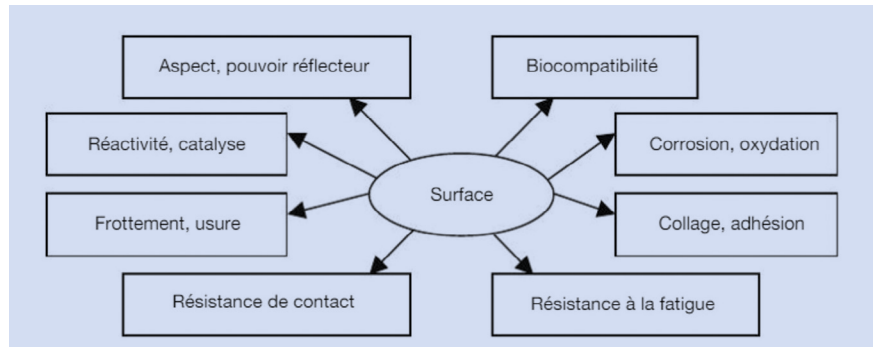 Aspect, pouvoir réflecteur
Biocompatibilité
Réactivité, catalyse
Corrosion, oxydation
Surface
Frottement, usure
Collage, adhésion
Résistance de contact
Résistance à la fatigue